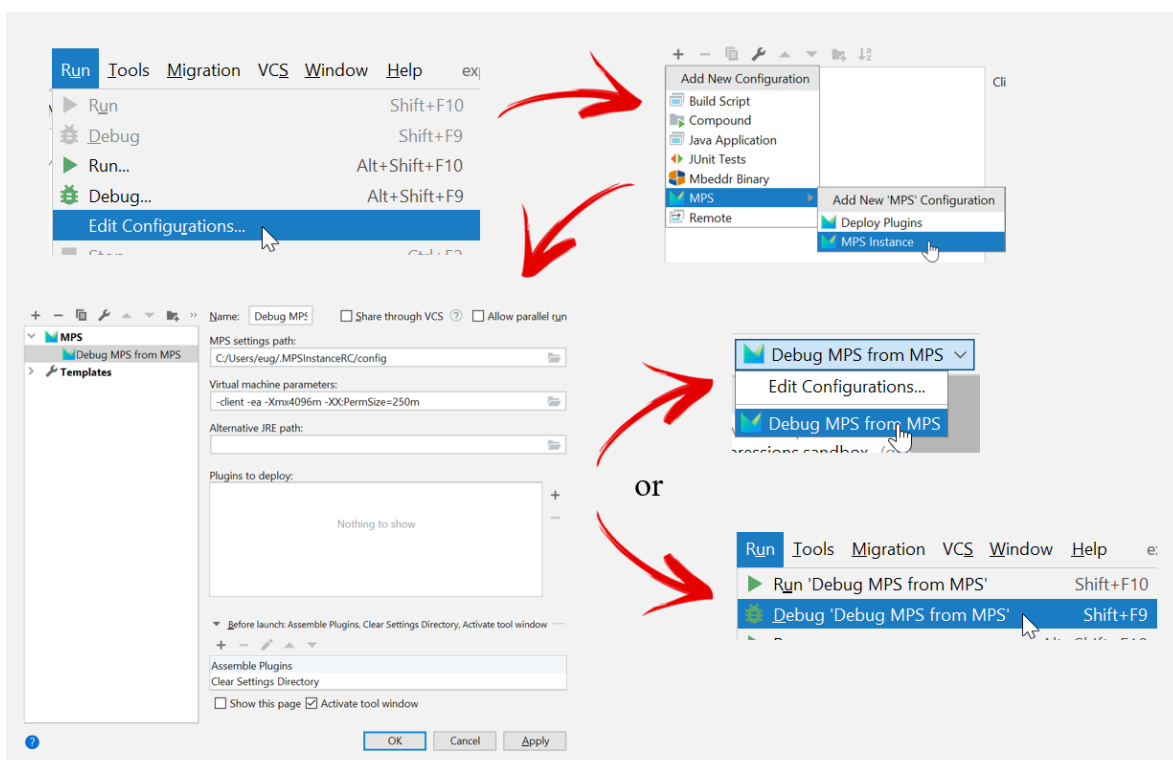 Run Tools Migration VCS Window Help
Run Shift+F10
Debug Shift+F9
Run... Alt+Shift+F10
Debug... Alt+Shift+F9
Edit Configurations...
Add New Configuration
Cli
Build Script
Compound
Java Application
JUnit Tests
Mbeddr Binary
MPS
Remote
Add New 'MPS' Configuration
Deploy Plugins
MPS Instance
MPS
Debug MPS from MPS
Templates
Name: Debug MPS Share through VCS ? Allow parallel run
MPS settings path:
C:/Users/eug/.MPSInstanceRC/config
Virtual machine parameters:
-client -ea -Xmx4096m -XX:PermSize=250m
Alternative JRE path:
Plugins to deploy:
Nothing to show
Before launch: Assemble Plugins, Clear Settings Directory, Activate tool window
Assemble Plugins
Clear Settings Directory
Show this page Activate tool window
? OK Cancel Apply
Debug MPS from MPS
Edit Configurations...
Debug MPS from MPS
or
Run Tools Migration VCS Window Help
Run 'Debug MPS from MPS' Shift+F10
Debug 'Debug MPS from MPS' Shift+F9